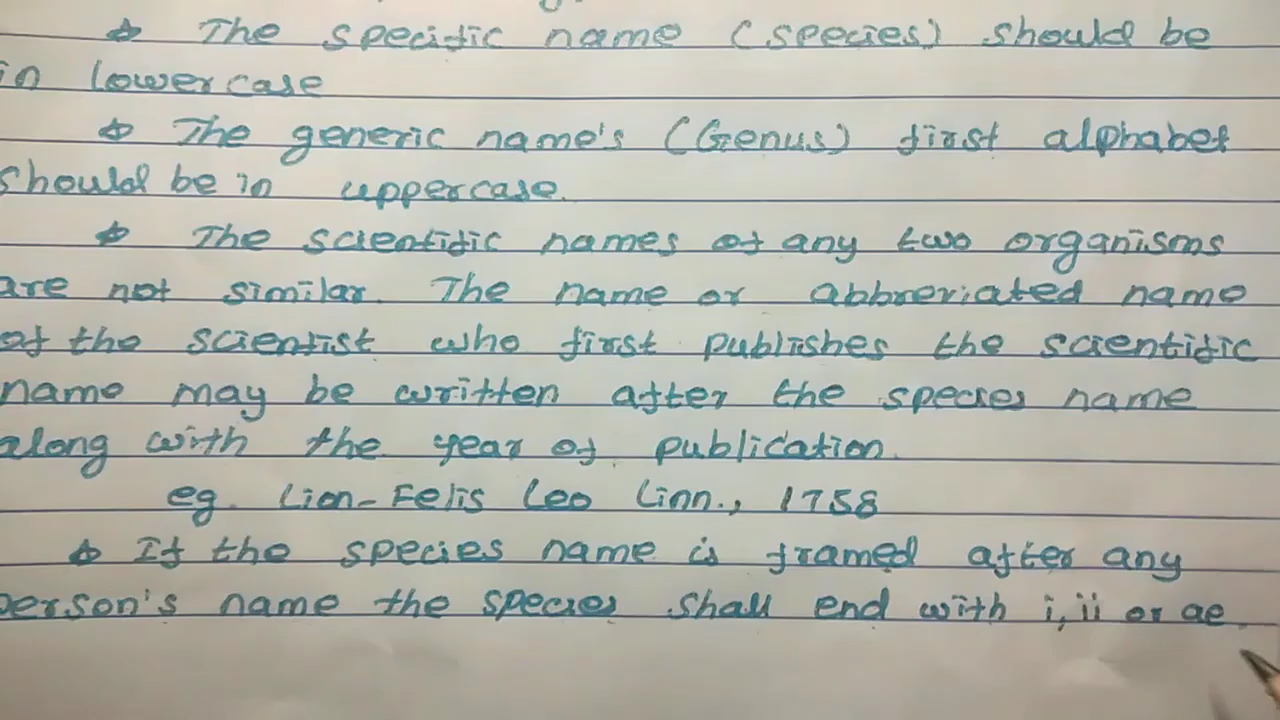 ☆ The specific name (species) should be
in lowercase
☆ The generic name's (Genus) first alphabet
should be in uppercase.
☆ The scientific names of any two organisms
are not similar. The name or abbreviated name
of the scientist who first publishes the scientific
name may be written after the species name
along with the year of publication.
eg. Lion-Felis Leo Linn., 1758
☆ If the species name is framed after any
person's name the species shall end with i, ii or ae.